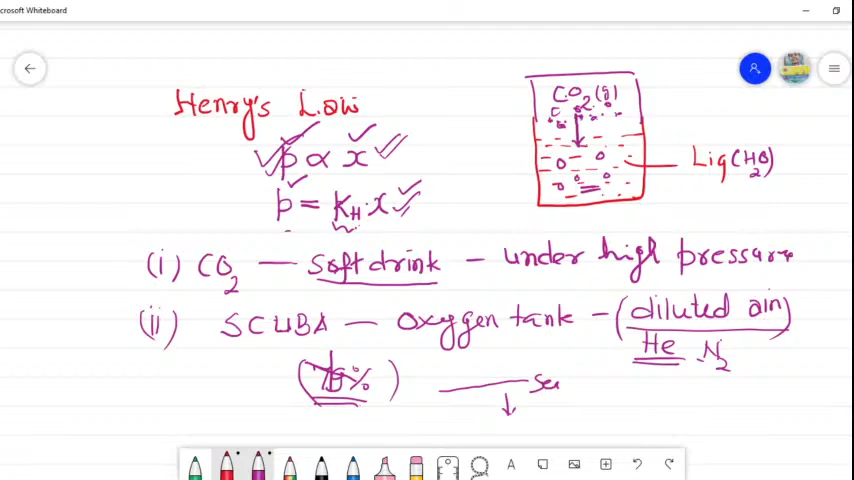 crosoft Whiteboard
Henry's Law
CO2(g)
p ∝ x
Liq(H2O)
p = KH.x
(i) CO2 — soft drink - under high pressure
(ii) SCUBA — oxygen tank - (diluted air)
He N2
Se
A